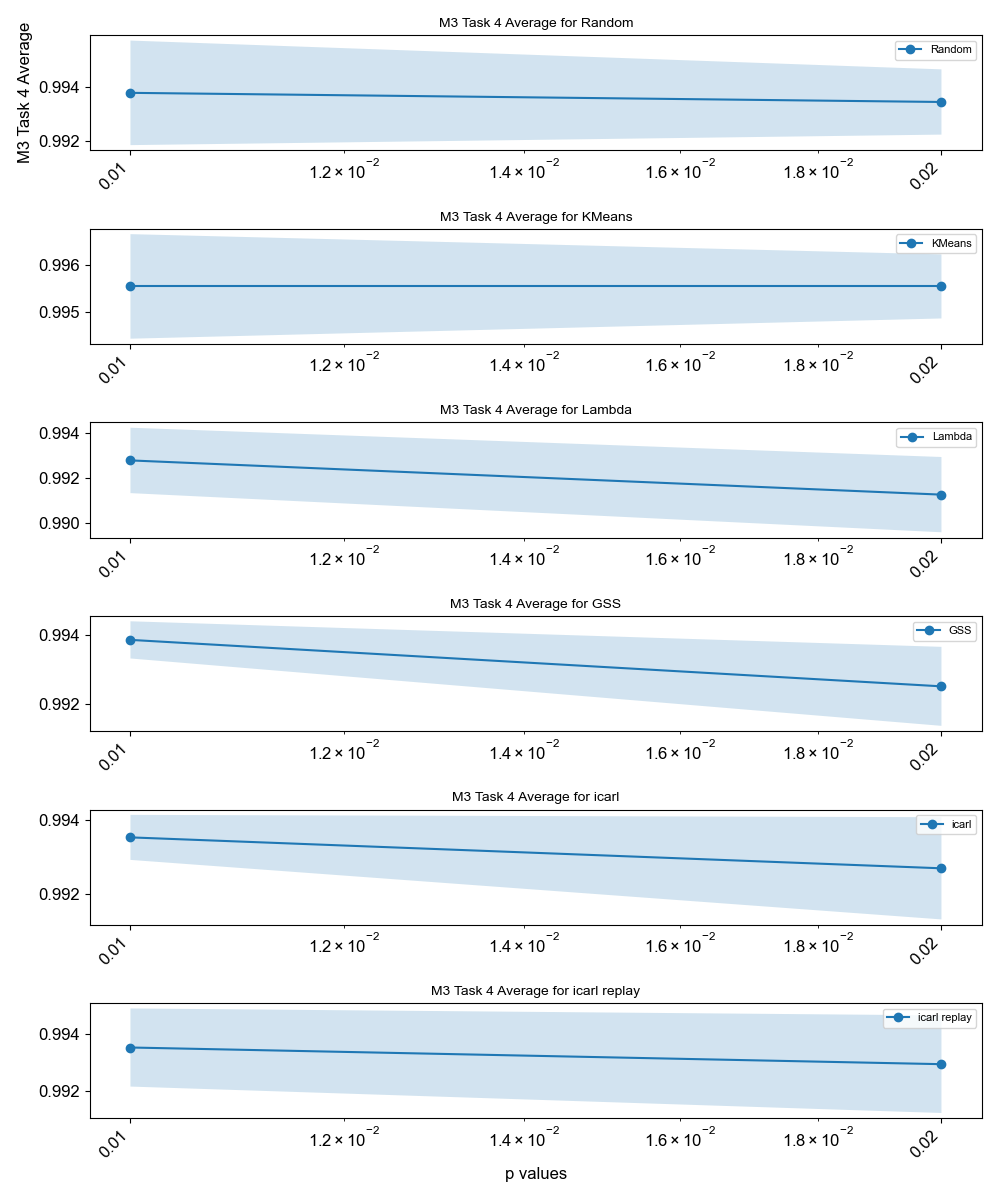 M3 Task 4 Average for Random
M3 Task 4 Average
0.994
0.992
Random
0.01
1.2 × 10⁻²
1.4 × 10⁻²
1.6 × 10⁻²
1.8 × 10⁻²
0.02
M3 Task 4 Average for KMeans
0.996
0.995
KMeans
0.01
1.2 × 10⁻²
1.4 × 10⁻²
1.6 × 10⁻²
1.8 × 10⁻²
0.02
M3 Task 4 Average for Lambda
0.994
0.992
0.990
Lambda
0.01
1.2 × 10⁻²
1.4 × 10⁻²
1.6 × 10⁻²
1.8 × 10⁻²
0.02
M3 Task 4 Average for GSS
0.994
0.992
GSS
0.01
1.2 × 10⁻²
1.4 × 10⁻²
1.6 × 10⁻²
1.8 × 10⁻²
0.02
M3 Task 4 Average for icarl
0.994
0.992
icarl
0.01
1.2 × 10⁻²
1.4 × 10⁻²
1.6 × 10⁻²
1.8 × 10⁻²
0.02
M3 Task 4 Average for icarl replay
0.994
0.992
icarl replay
0.01
1.2 × 10⁻²
1.4 × 10⁻²
1.6 × 10⁻²
1.8 × 10⁻²
0.02
p values